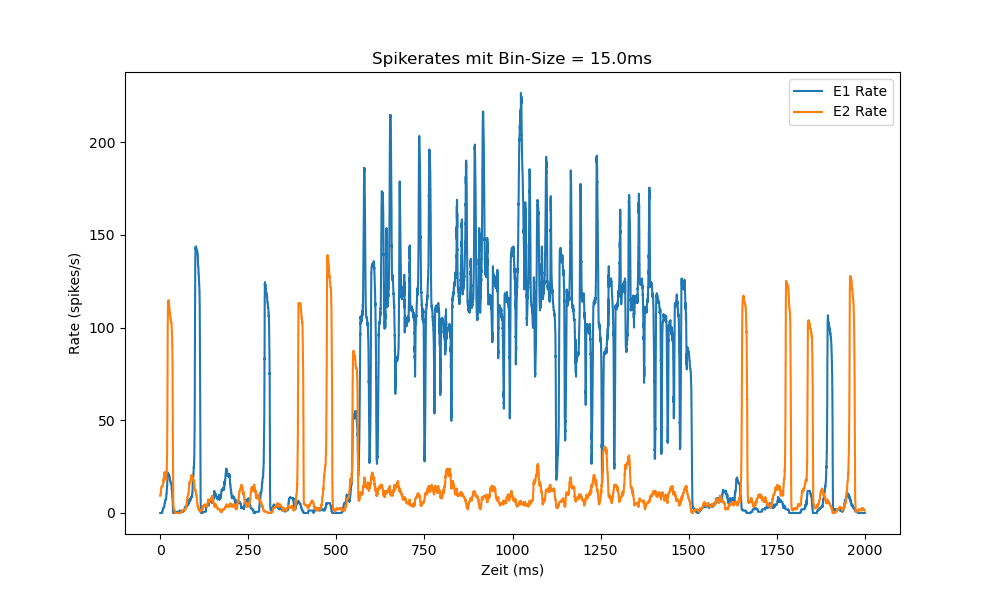 Spikerates mit Bin-Size = 15.0ms
E1 Rate
E2 Rate
200
150
100
50
0
Rate (spikes/s)
0 250 500 750 1000 1250 1500 1750 2000
Zeit (ms)